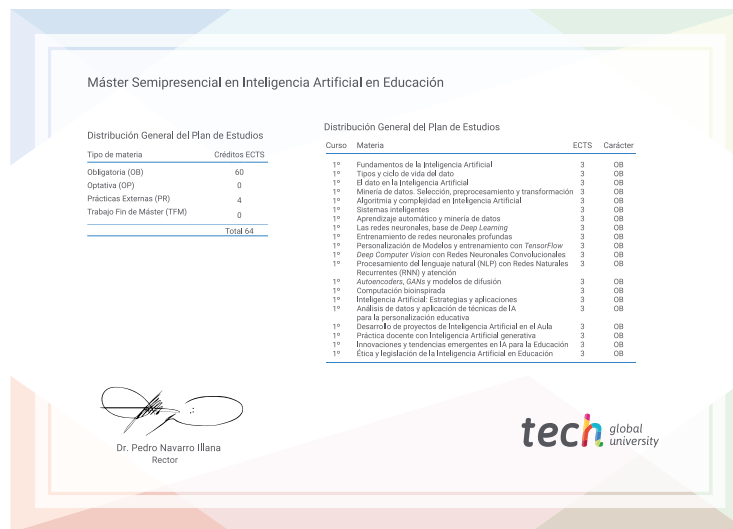 Máster Semipresencial en Inteligencia Artificial en Educación
Distribución General del Plan de Estudios
Tipo de materia Créditos ECTS
Obligatoria (OB) 60
Optativa (OP) 0
Prácticas Externas (PR) 4
Trabajo Fin de Máster (TFM) 0
Total 64
Distribución General del Plan de Estudios
Curso Materia ECTS Carácter
1º Fundamentos de la Inteligencia Artificial 3 OB
1º Tipos y ciclo de vida del dato 3 OB
1º El dato en la Inteligencia Artificial 3 OB
1º Minería de datos. Selección, preprocesamiento y transformación 3 OB
1º Algoritmia y complejidad en Inteligencia Artificial 3 OB
1º Sistemas inteligentes 3 OB
1º Aprendizaje automático y minería de datos 3 OB
1º Las redes neuronales, base de Deep Learning 3 OB
1º Entrenamiento de redes neuronales profundas 3 OB
1º Personalización de Modelos y entrenamiento con TensorFlow 3 OB
1º Deep Computer Vision con Redes Neuronales Convolucionales 3 OB
1º Procesamiento del lenguaje natural (NLP) con Redes Naturales 3 OB
Recurrentes (RNN) y atención
1º Autoencoders, GANs y modelos de difusión 3 OB
1º Computación bioinspirada 3 OB
1º Inteligencia Artificial: Estrategias y aplicaciones 3 OB
1º Análisis de datos y aplicación de técnicas de IA 3 OB
para la personalización educativa
1º Desarrollo de proyectos de Inteligencia Artificial en el Aula 3 OB
1º Práctica docente con Inteligencia Artificial generativa 3 OB
1º Innovaciones y tendencias emergentes en IA para la Educación 3 OB
1º Ética y legislación de la Inteligencia Artificial en Educación 3 OB
Dr. Pedro Navarro Illana
Rector
tech global
university